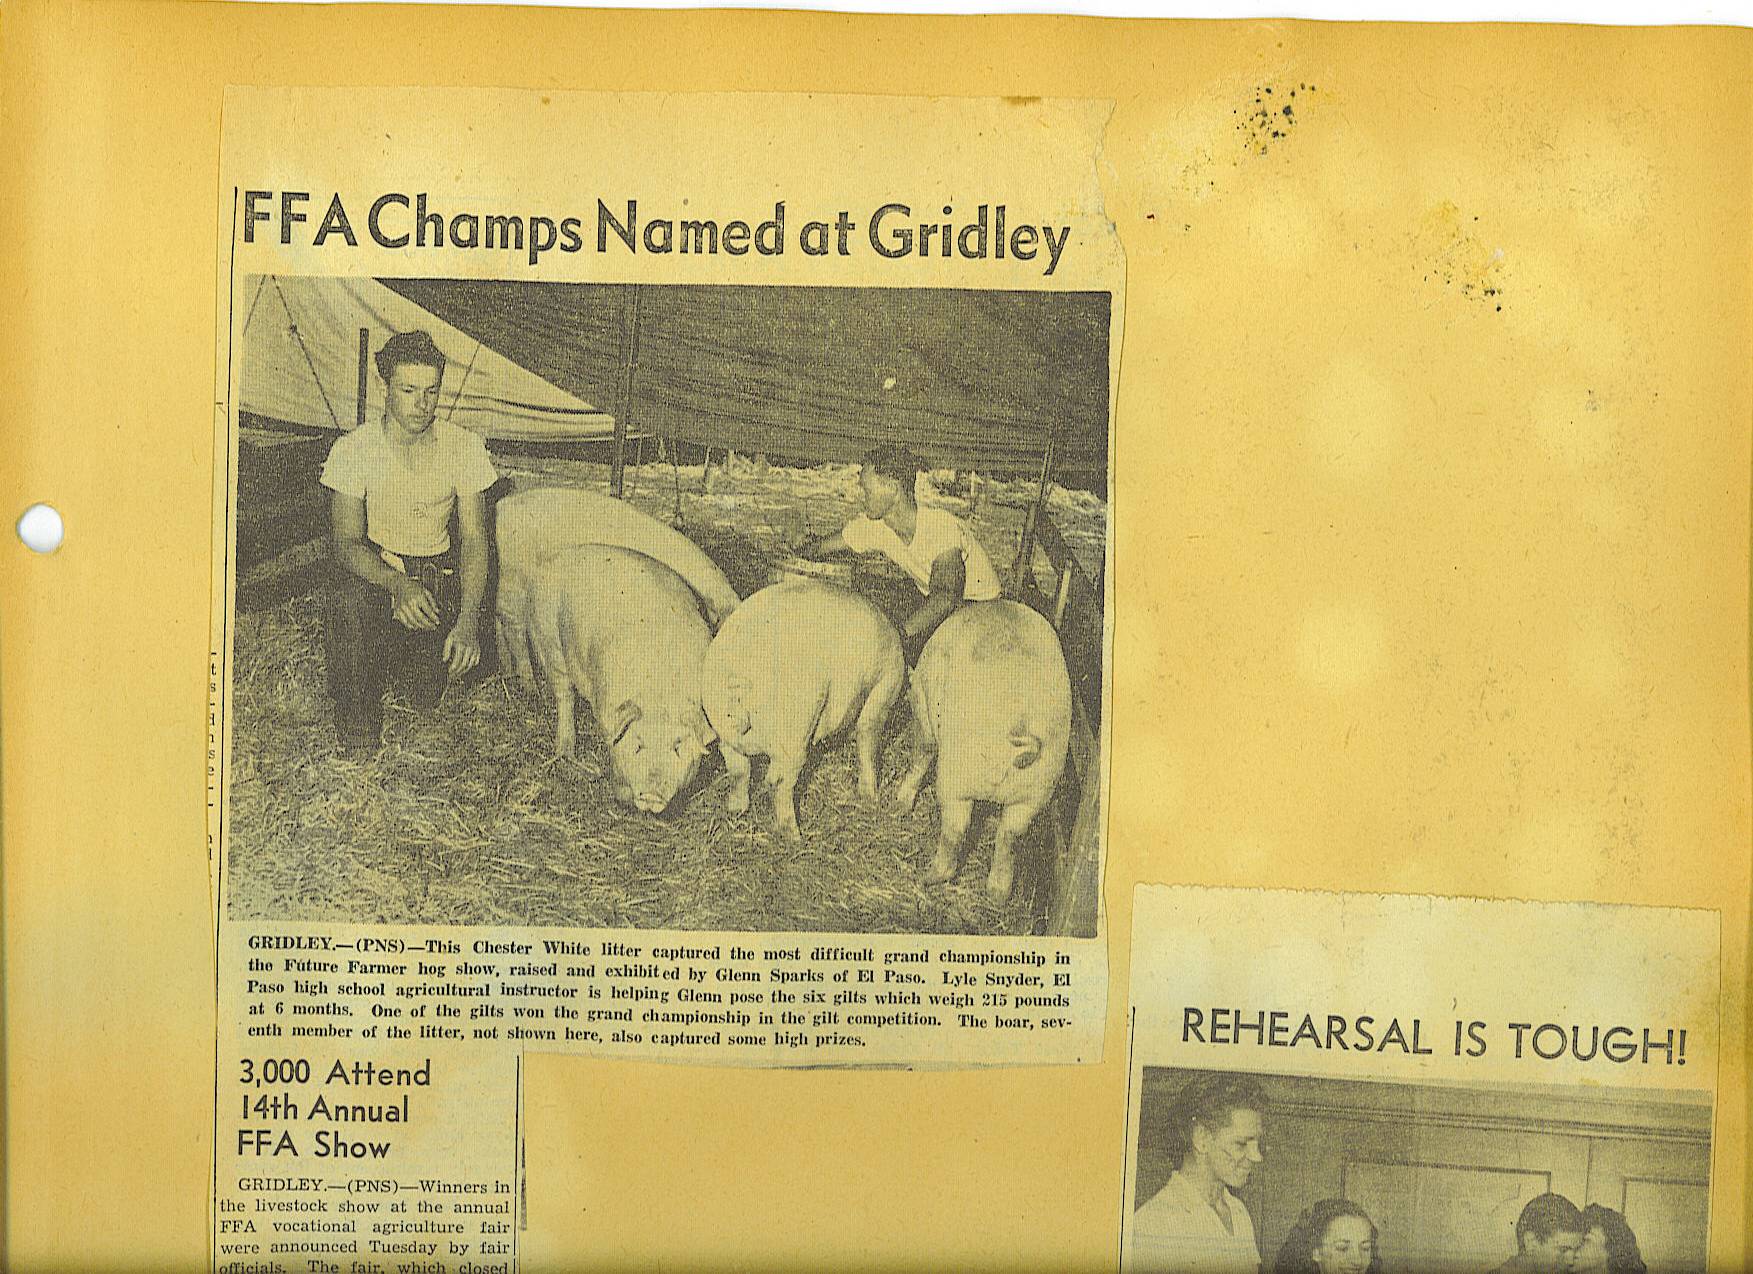 FFA Champs Named at Gridley
GRIDLEY.—(PNS)—This Chester White litter captured the most difficult grand championship in
the Future Farmer hog show, raised and exhibited by Glenn Sparks of El Paso. Lyle Snyder, El
Paso high school agricultural instructor is helping Glenn pose the six gilts which weigh 215 pounds
at 6 months. One of the gilts won the grand championship in the gilt competition. The boar, sev-
enth member of the litter, not shown here, also captured some high prizes.
3,000 Attend
14th Annual
FFA Show
GRIDLEY.—(PNS)—Winners in
the livestock show at the annual
FFA vocational agriculture fair
were announced Tuesday by fair
officials. The fair, which closed
REHEARSAL IS TOUGH!